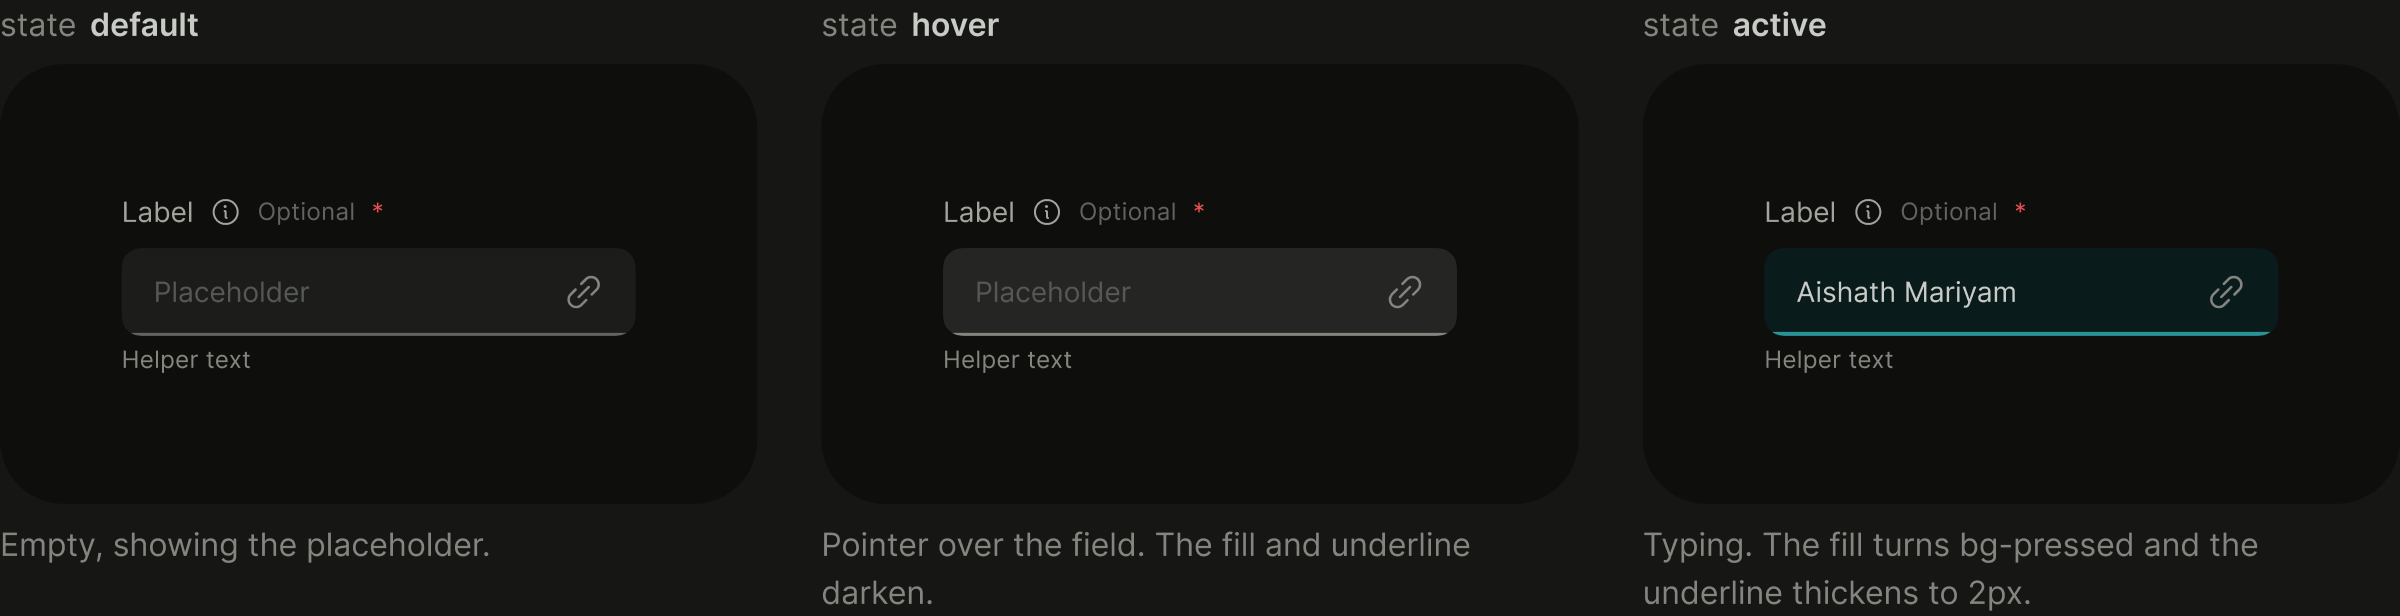 state default
Label Optional *
Placeholder
Helper text
Empty, showing the placeholder.
state hover
Label Optional *
Placeholder
Helper text
Pointer over the field. The fill and underline
darken.
state active
Label Optional *
Aishath Mariyam
Helper text
Typing. The fill turns bg-pressed and the
underline thickens to 2px.